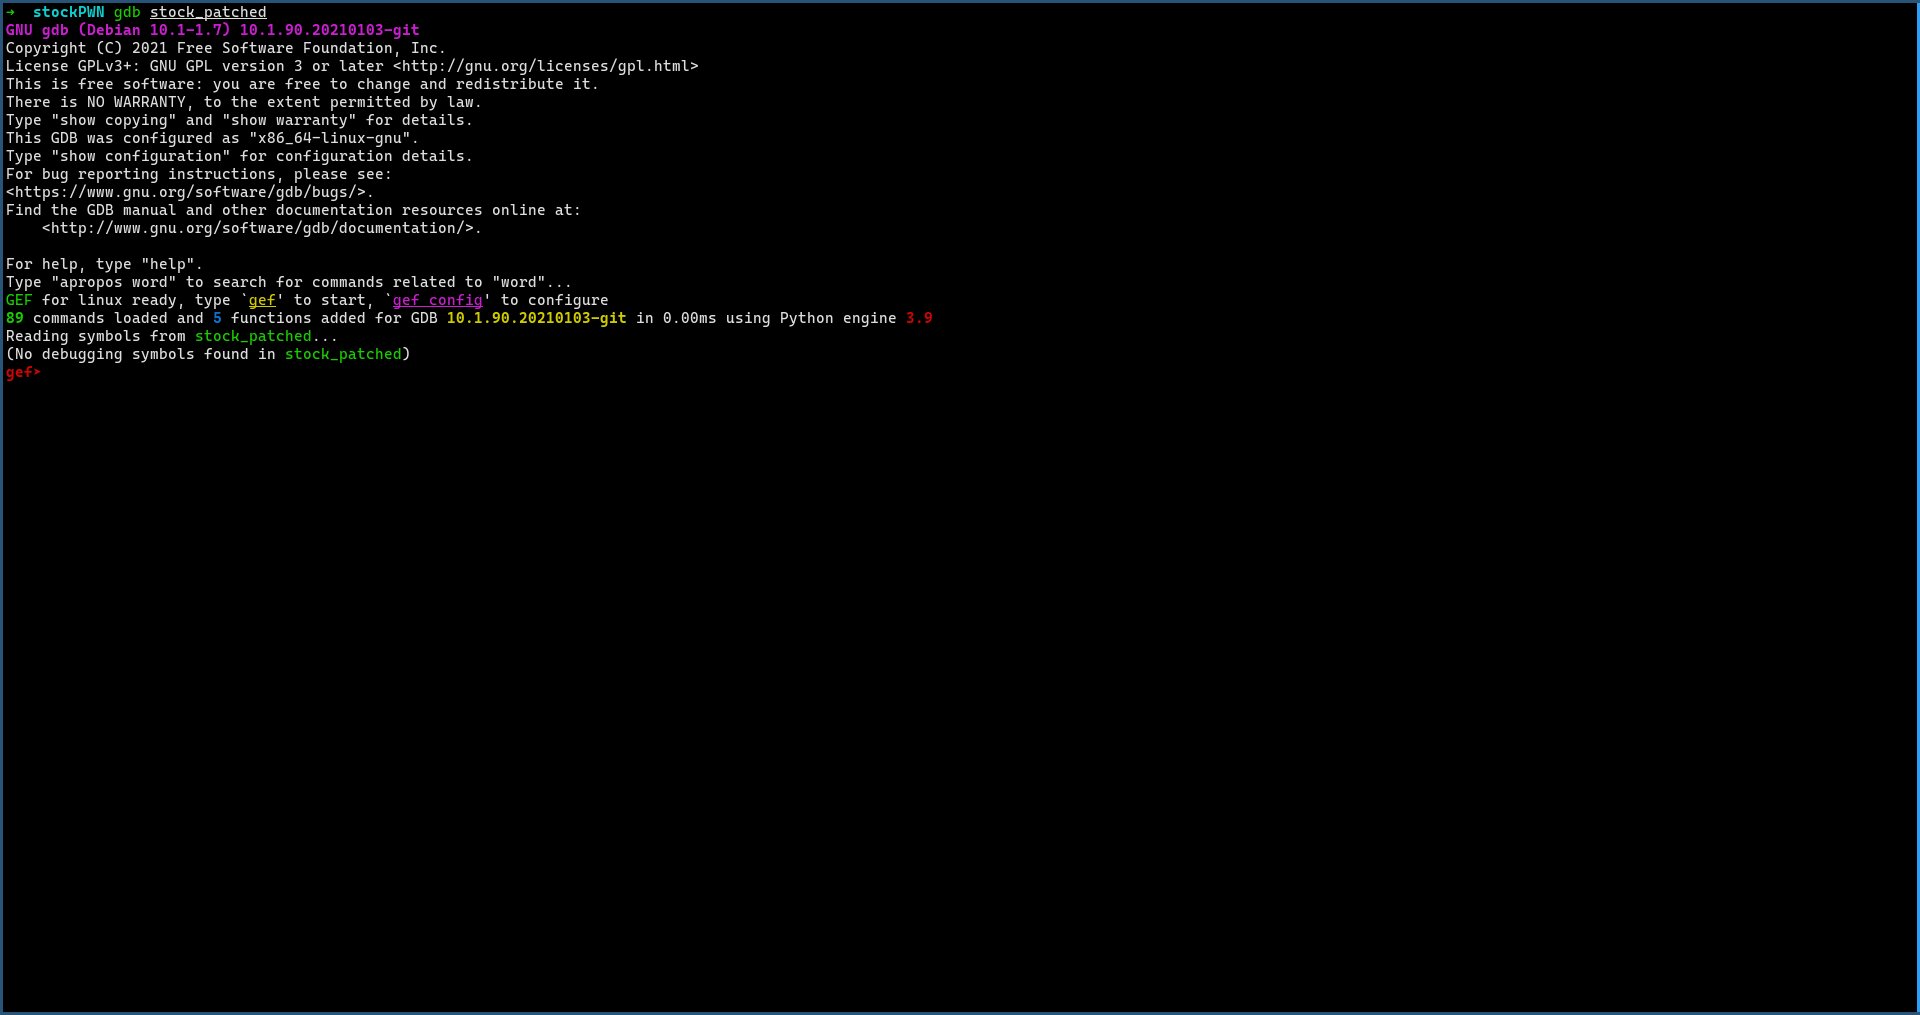 ➜  stockPWN gdb stock_patched
GNU gdb (Debian 10.1-1.7) 10.1.90.20210103-git
Copyright (C) 2021 Free Software Foundation, Inc.
License GPLv3+: GNU GPL version 3 or later <http://gnu.org/licenses/gpl.html>
This is free software: you are free to change and redistribute it.
There is NO WARRANTY, to the extent permitted by law.
Type "show copying" and "show warranty" for details.
This GDB was configured as "x86_64-linux-gnu".
Type "show configuration" for configuration details.
For bug reporting instructions, please see:
<https://www.gnu.org/software/gdb/bugs/>.
Find the GDB manual and other documentation resources online at:
    <http://www.gnu.org/software/gdb/documentation/>.

For help, type "help".
Type "apropos word" to search for commands related to "word"...
GEF for linux ready, type `gef' to start, `gef config' to configure
89 commands loaded and 5 functions added for GDB 10.1.90.20210103-git in 0.00ms using Python engine 3.9
Reading symbols from stock_patched...
(No debugging symbols found in stock_patched)
gef➤